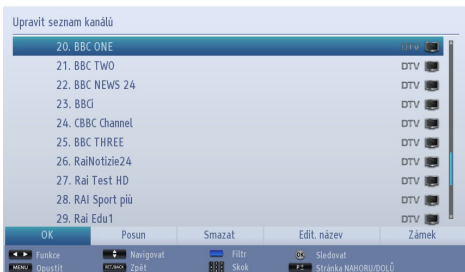 Upravit seznam kanálů
20. BBC ONE DTV
21. BBC TWO DTV
22. BBC NEWS 24 DTV
23. BBCi DTV
24. CBBC Channel DTV
25. BBC THREE DTV
26. RaiNotizie24 DTV
27. Rai Test HD DTV
28. RAI Sport più DTV
29. Rai Edu1 DTV
OK Posun Smazat Edit. název Zámek
Funkce Navigovat Filtr OK Sledovat
MENU Opustit RET./BACK Zpět Skok P Stránka NAHORU/DOLŮ